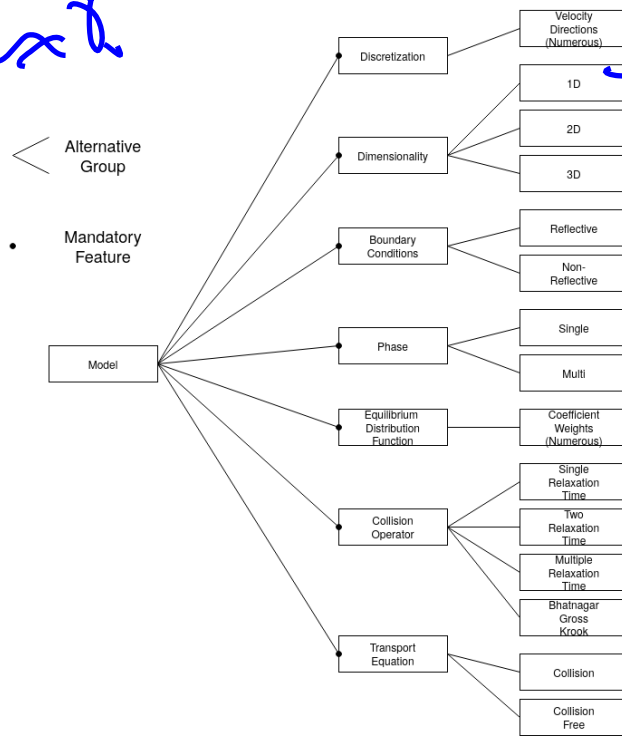 Velocity
Directions
(Numerous)
Discretization
1D
Alternative
Group
Dimensionality
2D
3D
Mandatory
Feature
Boundary
Conditions
Reflective
Non-
Reflective
Single
Phase
Model
Multi
Equilibrium
Distribution
Function
Coefficient
Weights
(Numerous)
Single
Relaxation
Time
Collision
Operator
Two
Relaxation
Time
Multiple
Relaxation
Time
Bhatnagar
Gross
Krook
Transport
Equation
Collision
Collision
Free